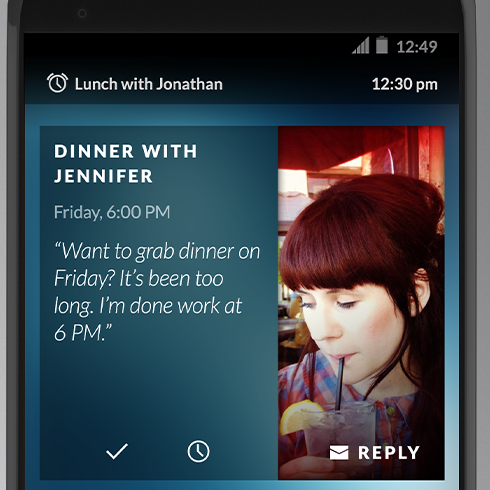 12:49
Lunch with Jonathan 12:30 pm
DINNER WITH
JENNIFER
Friday, 6:00 PM
“Want to grab dinner on
Friday? It’s been too
long. I’m done work at
6 PM.”
REPLY